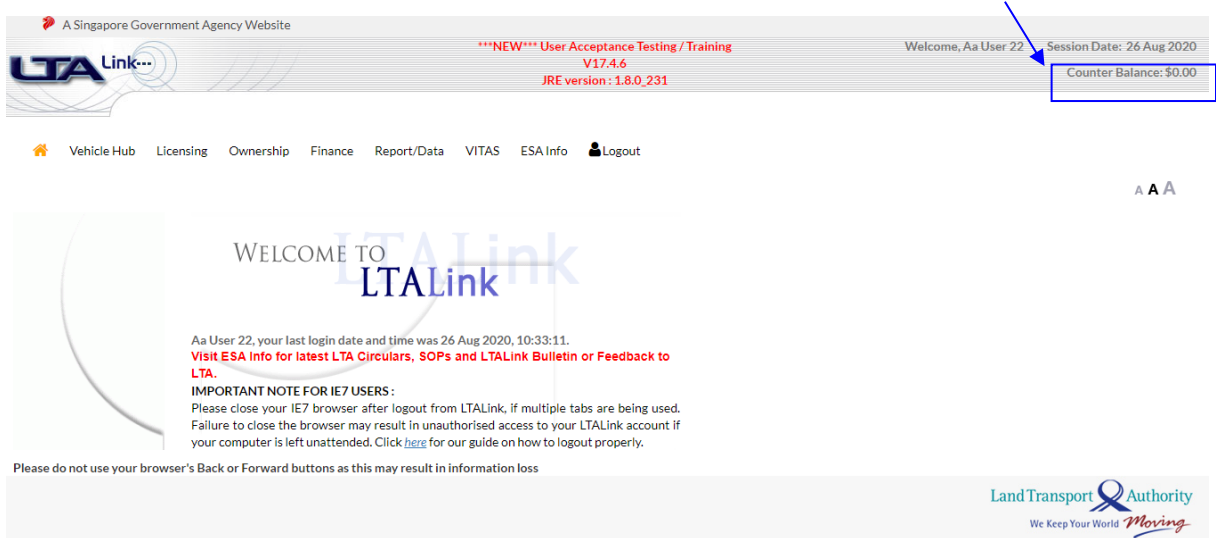 A Singapore Government Agency Website
LTA Link...
***NEW*** User Acceptance Testing / Training
V17.4.6
JRE version : 1.8.0_231
Welcome, Aa User 22 Session Date: 26 Aug 2020
Counter Balance: $0.00
Vehicle Hub Licensing Ownership Finance Report/Data VITAS ESA Info Logout
A A A
LTALink
WELCOME TO
LTALink
Aa User 22, your last login date and time was 26 Aug 2020, 10:33:11.
Visit ESA Info for latest LTA Circulars, SOPs and LTALink Bulletin or Feedback to
LTA.
IMPORTANT NOTE FOR IE7 USERS :
Please close your IE7 browser after logout from LTALink, if multiple tabs are being used.
Failure to close the browser may result in unauthorised access to your LTALink account if
your computer is left unattended. Click here for our guide on how to logout properly.
Please do not use your browser's Back or Forward buttons as this may result in information loss
Land Transport Authority
We Keep Your World Moving